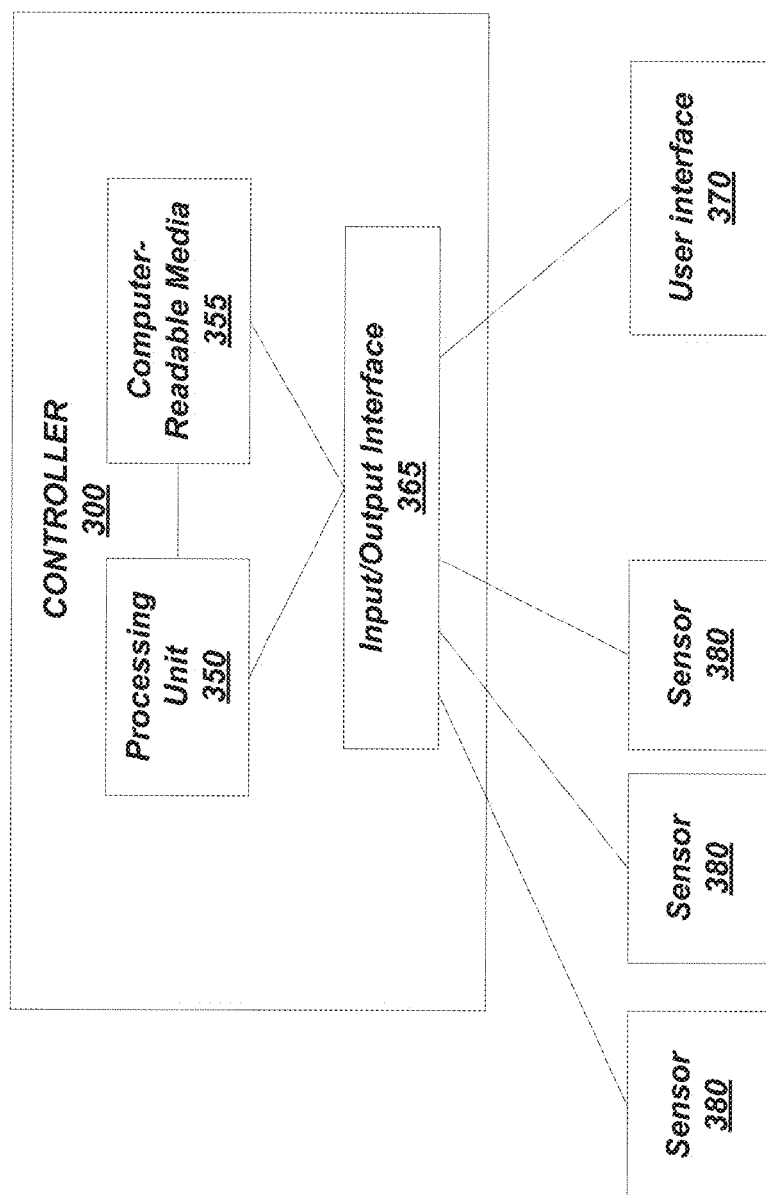 CONTROLLER
300
Processing
Unit
350
Computer-
Readable Media
355
Input/Output Interface
365
Sensor
380
Sensor
380
Sensor
380
User interface
370